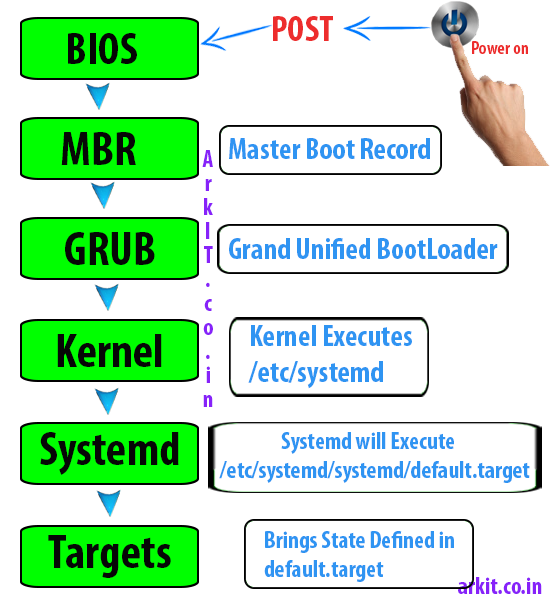 POST
Power on
BIOS
MBR
Master Boot Record
GRUB
Grand Unified BootLoader
ArkIT.co.in
Kernel
Kernel Executes
/etc/systemd
Systemd
Systemd will Execute
/etc/systemd/systemd/default.target
Targets
Brings State Defined in
default.target
arkit.co.in